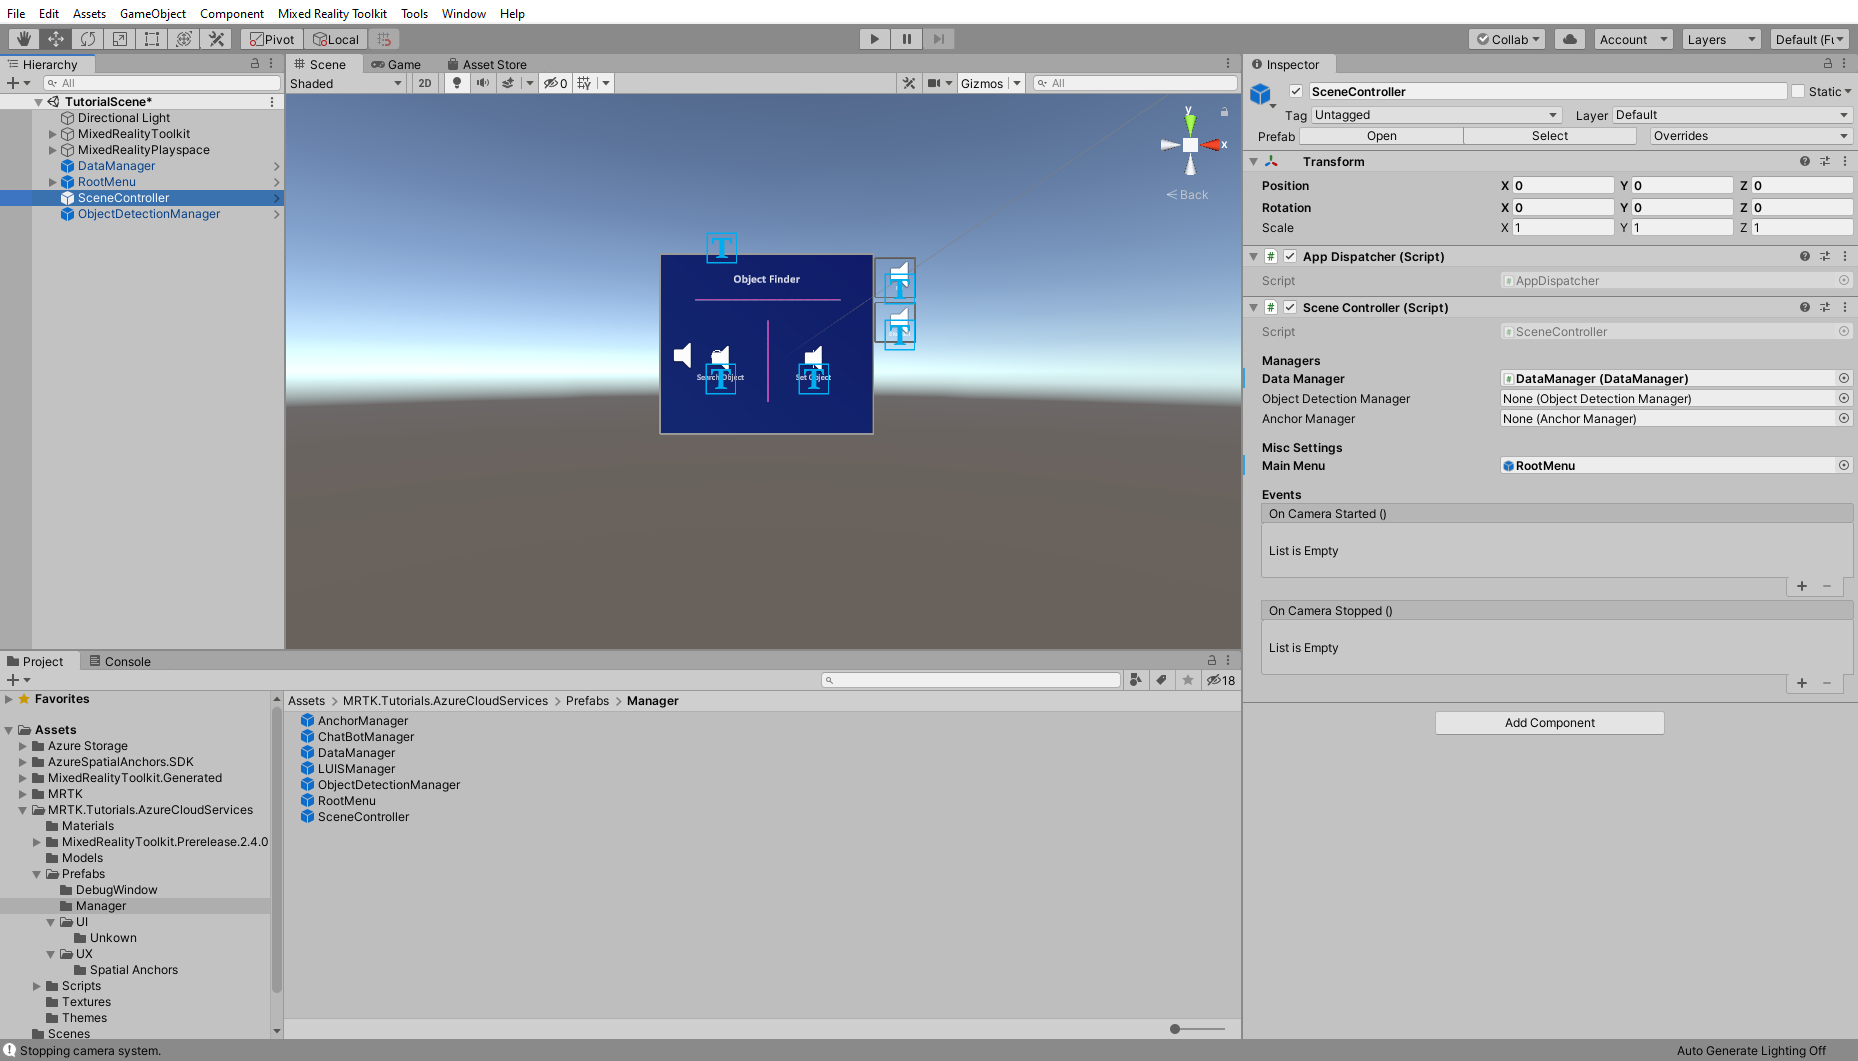 File Edit Assets GameObject Component Mixed Reality Toolkit Tools Window Help
Pivot Local Collab Account Layers Default (Fu
Hierarchy
All
TutorialScene*
Directional Light
MixedRealityToolkit
MixedRealityPlayspace
DataManager
RootMenu
SceneController
ObjectDetectionManager
Scene Game Asset Store
Shaded 2D 0 Gizmos All
y
x
Back
T
Object Finder
T
T
Search Object
T
Set Object
T
Inspector
SceneController Static
Tag Untagged Layer Default
Prefab Open Select Overrides
Transform
Position X 0 Y 0 Z 0
Rotation X 0 Y 0 Z 0
Scale X 1 Y 1 Z 1
# App Dispatcher (Script)
Script AppDispatcher
# Scene Controller (Script)
Script SceneController
Managers
Data Manager DataManager (DataManager)
Object Detection Manager None (Object Detection Manager)
Anchor Manager None (Anchor Manager)
Misc Settings
Main Menu RootMenu
Events
On Camera Started ()
List is Empty
+ −
On Camera Stopped ()
List is Empty
+ −
Add Component
Project Console
18
Favorites
Assets
Azure Storage
AzureSpatialAnchors.SDK
MixedRealityToolkit.Generated
MRTK
MRTK.Tutorials.AzureCloudServices
Materials
MixedRealityToolkit.Prerelease.2.4.0
Models
Prefabs
DebugWindow
Manager
UI
Unkown
UX
Spatial Anchors
Scripts
Textures
Themes
Scenes
Assets > MRTK.Tutorials.AzureCloudServices > Prefabs > Manager
AnchorManager
ChatBotManager
DataManager
LUISManager
ObjectDetectionManager
RootMenu
SceneController
Stopping camera system. Auto Generate Lighting Off